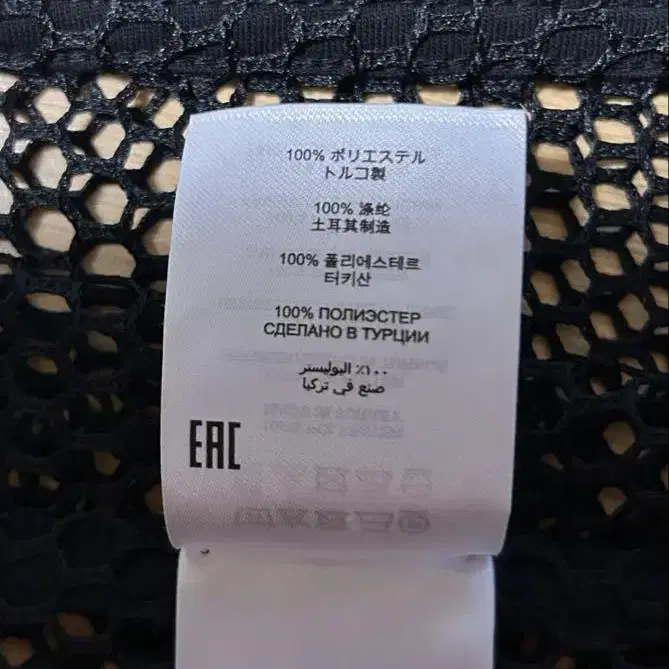 100% ポリエステル
トルコ製
100% 涤纶
土耳其制造
100% 폴리에스테르
터키산
100% ПОЛИЭСТЕР
СДЕЛАНО В ТУРЦИИ
١٠٠٪ البوليستر
صنع في تركيا
EAC